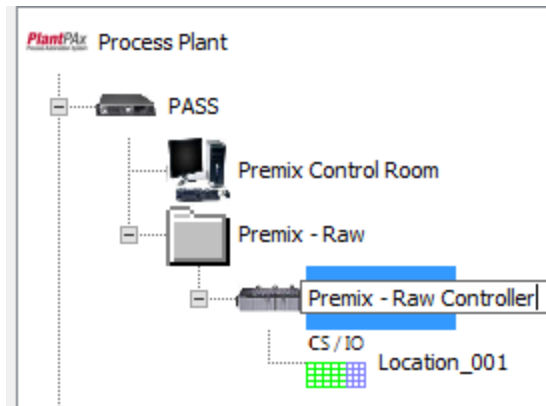 PlantPAx Process Plant
PASS
Premix Control Room
Premix - Raw
Premix - Raw Controller
CS / IO
Location_001